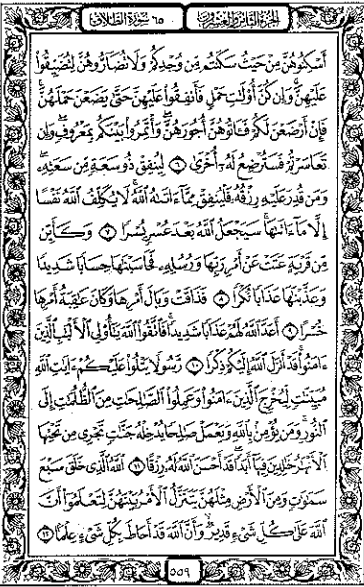 الجزء الثامن والعشرون ٦٥ سورة الطلاق
أَسْكِنُوهُنَّ مِنْ حَيْثُ سَكَنتُم مِّن وُجْدِكُمْ وَلَا تُضَآرُّوهُنَّ لِتُضَيِّقُوا۟
عَلَيْهِنَّ وَإِن كُنَّ أُو۟لَٰتِ حَمْلٍ فَأَنفِقُوا۟ عَلَيْهِنَّ حَتَّىٰ يَضَعْنَ حَمْلَهُنَّ
فَإِنْ أَرْضَعْنَ لَكُمْ فَـَٔاتُوهُنَّ أُجُورَهُنَّ وَأْتَمِرُوا۟ بَيْنَكُم بِمَعْرُوفٍ وَإِن
تَعَاسَرْتُمْ فَسَتُرْضِعُ لَهُۥٓ أُخْرَىٰ ٦ لِيُنفِقْ ذُو سَعَةٍ مِّن سَعَتِهِۦ
وَمَن قُدِرَ عَلَيْهِ رِزْقُهُۥ فَلْيُنفِقْ مِمَّآ ءَاتَىٰهُ ٱللَّهُ لَا يُكَلِّفُ ٱللَّهُ نَفْسًا
إِلَّا مَآ ءَاتَىٰهَا سَيَجْعَلُ ٱللَّهُ بَعْدَ عُسْرٍ يُسْرًا ٧ وَكَأَيِّن
مِّن قَرْيَةٍ عَتَتْ عَنْ أَمْرِ رَبِّهَا وَرُسُلِهِۦ فَحَاسَبْنَٰهَا حِسَابًا شَدِيدًا
وَعَذَّبْنَٰهَا عَذَابًا نُّكْرًا ٨ فَذَاقَتْ وَبَالَ أَمْرِهَا وَكَانَ عَٰقِبَةُ أَمْرِهَا
خُسْرًا ٩ أَعَدَّ ٱللَّهُ لَهُمْ عَذَابًا شَدِيدًا فَٱتَّقُوا۟ ٱللَّهَ يَٰٓأُو۟لِى ٱلْأَلْبَٰبِ ٱلَّذِينَ
ءَامَنُوا۟ قَدْ أَنزَلَ ٱللَّهُ إِلَيْكُمْ ذِكْرًا ١٠ رَّسُولًا يَتْلُوا۟ عَلَيْكُمْ ءَايَٰتِ ٱللَّهِ
مُبَيِّنَٰتٍ لِّيُخْرِجَ ٱلَّذِينَ ءَامَنُوا۟ وَعَمِلُوا۟ ٱلصَّٰلِحَٰتِ مِنَ ٱلظُّلُمَٰتِ إِلَى
ٱلنُّورِ وَمَن يُؤْمِنۢ بِٱللَّهِ وَيَعْمَلْ صَٰلِحًا يُدْخِلْهُ جَنَّٰتٍ تَجْرِى مِن تَحْتِهَا
ٱلْأَنْهَٰرُ خَٰلِدِينَ فِيهَآ أَبَدًا قَدْ أَحْسَنَ ٱللَّهُ لَهُۥ رِزْقًا ١١ ٱللَّهُ ٱلَّذِى خَلَقَ سَبْعَ
سَمَٰوَٰتٍ وَمِنَ ٱلْأَرْضِ مِثْلَهُنَّ يَتَنَزَّلُ ٱلْأَمْرُ بَيْنَهُنَّ لِتَعْلَمُوٓا۟ أَنَّ
ٱللَّهَ عَلَىٰ كُلِّ شَىْءٍ قَدِيرٌ وَأَنَّ ٱللَّهَ قَدْ أَحَاطَ بِكُلِّ شَىْءٍ عِلْمًۢا ١٢
٥٥٩